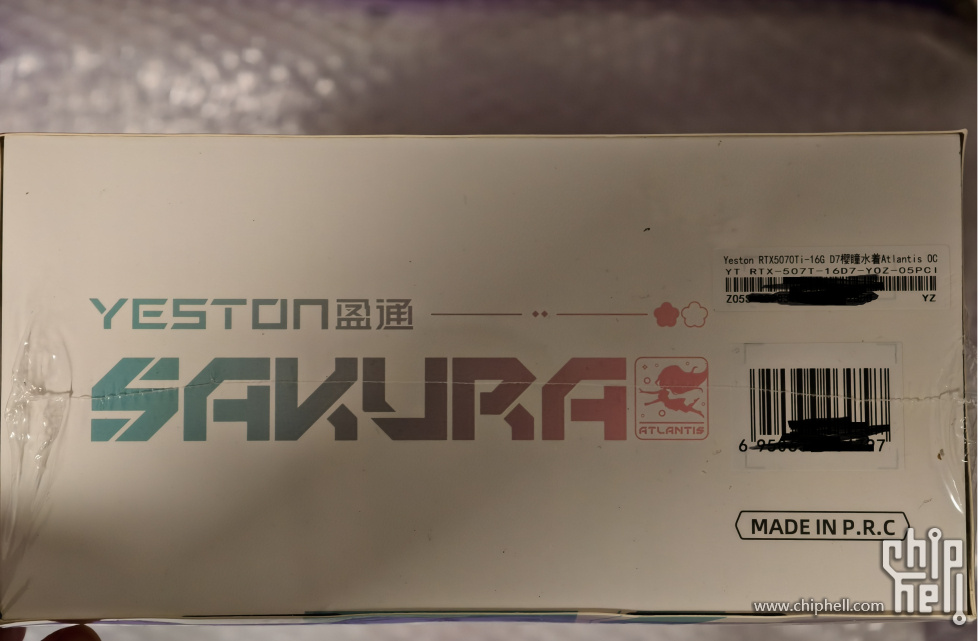 Yeston RTX5070Ti-16G D7樱瞳水着Atlantis OC
YT RTX-507T-16D7-YOZ-05PCI
YZ
YESTON盈通
SAKURA
ATLANTIS
MADE IN P.R.C
www.chiphell.com
chip
hell